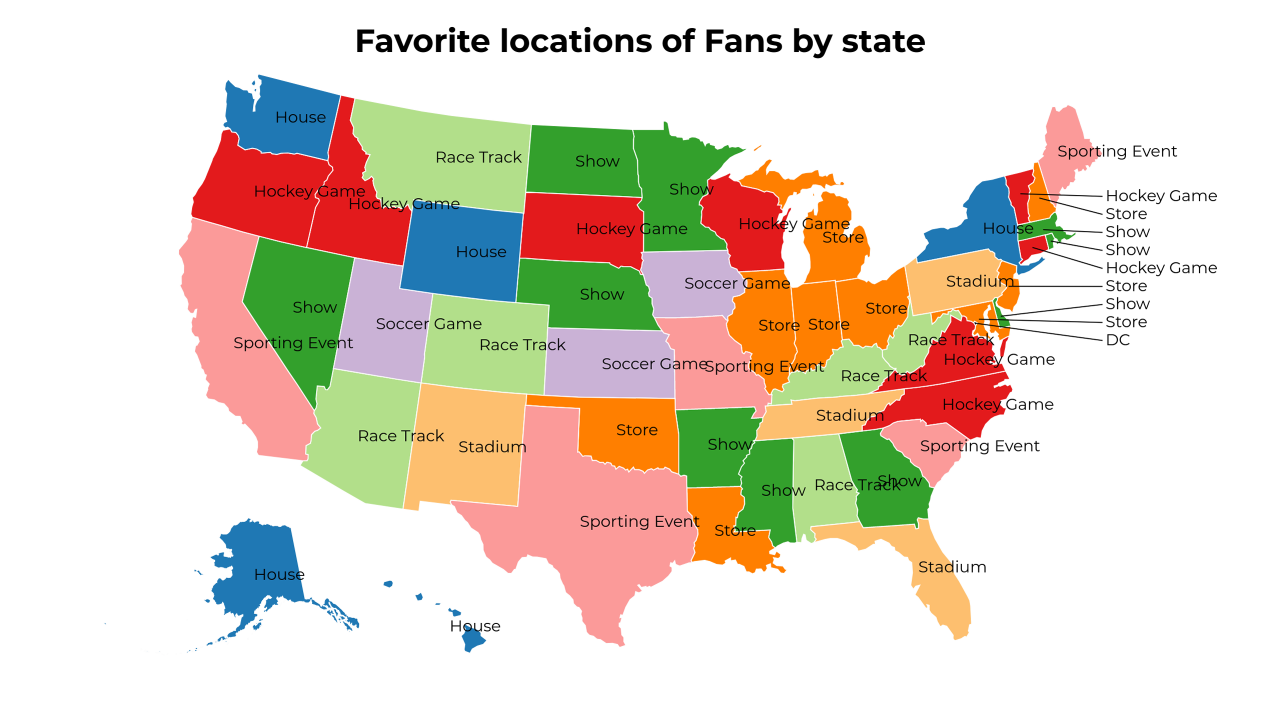 Favorite locations of Fans by state
House
Race Track
Show
Show
Hockey Game
Hockey Game
Hockey Game
Hockey Game
House
House
Store
Sporting Event
Hockey Game
Store
Show
Show
Hockey Game
Store
Show
Store
DC
Show
Sporting Event
Soccer Game
Race Track
Show
Soccer Game
Soccer Game
Sporting Event
Store
Store
Store
Stadium
Race Track
Hockey Game
Race Track
Hockey Game
Stadium
Sporting Event
Race Track
Stadium
Store
Show
Show
Race Track
Show
Sporting Event
Store
Stadium
House
House